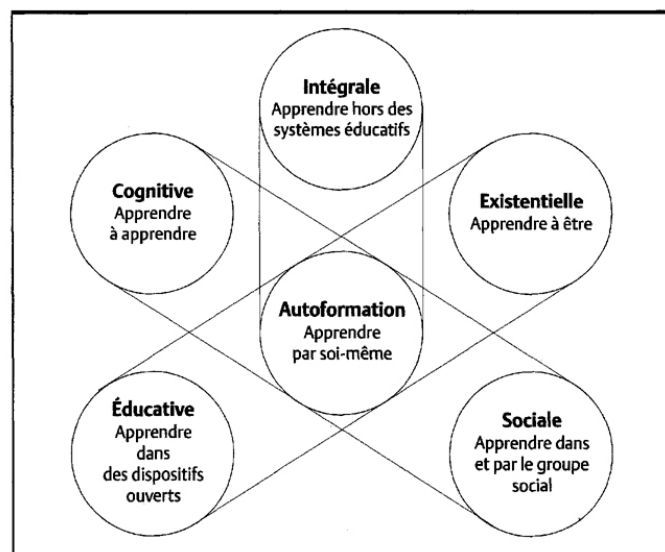 Intégrale
Apprendre hors des
systèmes éducatifs
Cognitive
Apprendre
à apprendre
Existentielle
Apprendre à être
Autoformation
Apprendre
par soi-même
Éducative
Apprendre
dans
des dispositifs
ouverts
Sociale
Apprendre dans
et par le groupe
social